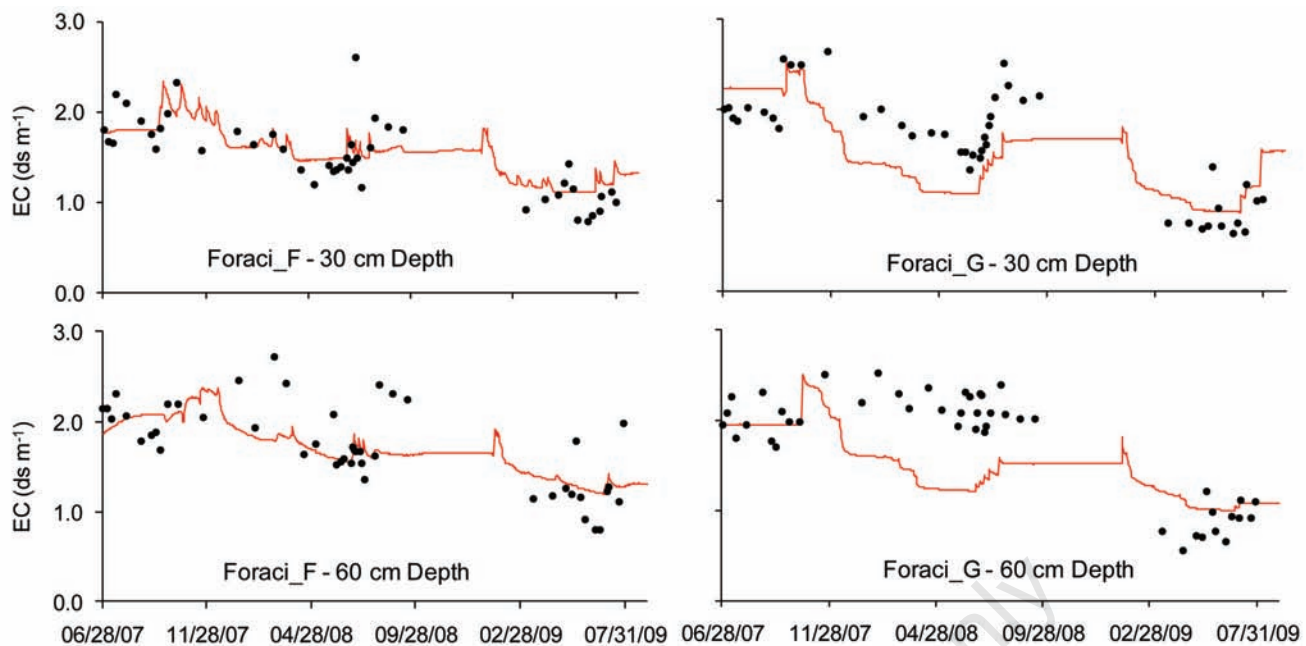 3.0
2.0
1.0
0.0
EC (ds m⁻¹)
Foraci_F - 30 cm Depth
06/28/07 11/28/07 04/28/08 09/28/08 02/28/09 07/31/09
3.0
2.0
1.0
0.0
EC (ds m⁻¹)
Foraci_G - 30 cm Depth
06/28/07 11/28/07 04/28/08 09/28/08 02/28/09 07/31/09
Foraci_F - 60 cm Depth
Foraci_G - 60 cm Depth
nly